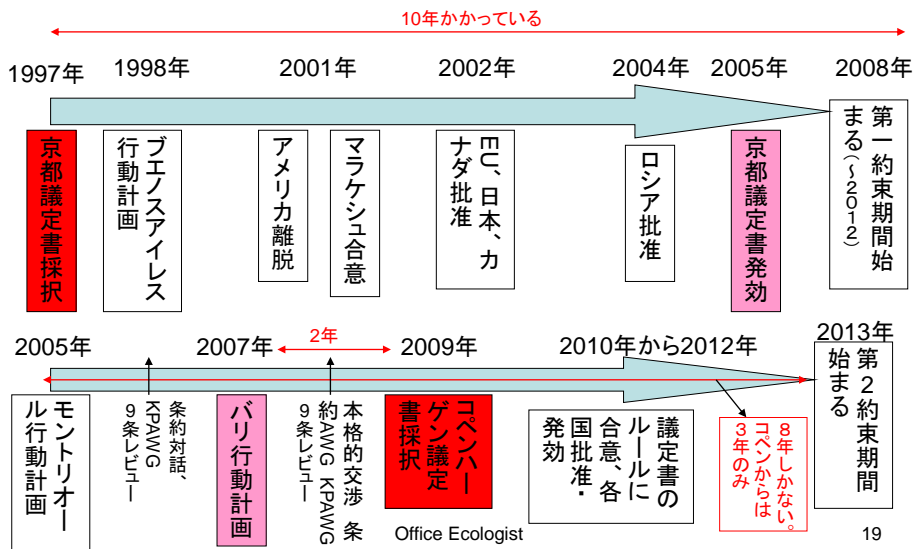 10年かかっている
1997年
1998年
2001年
2002年
2004年
2005年
2008年
京都議定書採択
ブエノスアイレス
行動計画
アメリカ離脱
マラケシュ合意
EU、日本、カ
ナダ批准
ロシア批准
京都議定書発効
第一約束期間始
まる(~2012)
2005年
2007年
2年
2009年
2010年から2012年
2013年
モントリオー
ル行動計画
条約対話、
KPAWG
9条レビュー
バリ行動計画
本格的交渉 条
約AWG KPAWG
9条レビュー
コペンハー
ゲン議定
書採択
議定書の
ルールに
合意、各
国批准・
発効
8年しかない。
コペンからは
3年のみ
第2約束期間
始まる
Office Ecologist
19